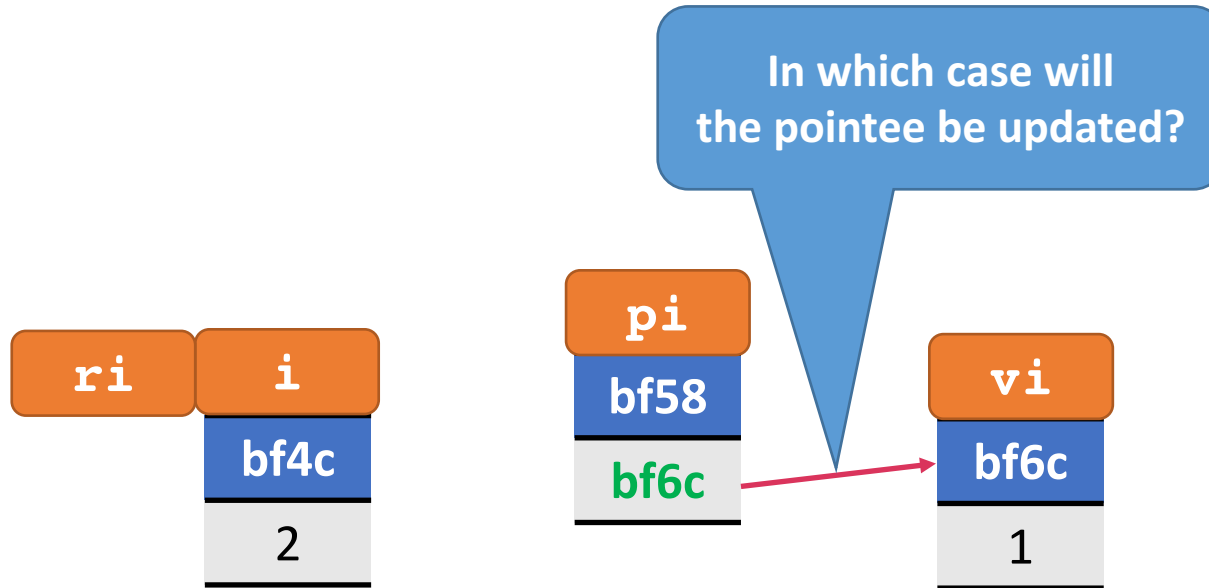 In which case will
the pointee be updated?
pi
bf58
bf6c
ri
i
bf4c
2
vi
bf6c
1